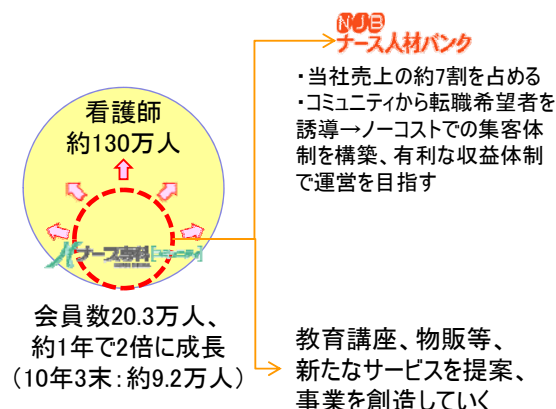 NJB
ナース人材バンク
・当社売上の約7割を占める
・コミュニティから転職希望者を
誘導→ノーコストでの集客体
制を構築、有利な収益体制
で運営を目指す
看護師
約130万人
ナース専科[コミュニティ]
会員数20.3万人、
約1年で2倍に成長
(10年3末:約9.2万人)
教育講座、物販等、
新たなサービスを提案、
事業を創造していく